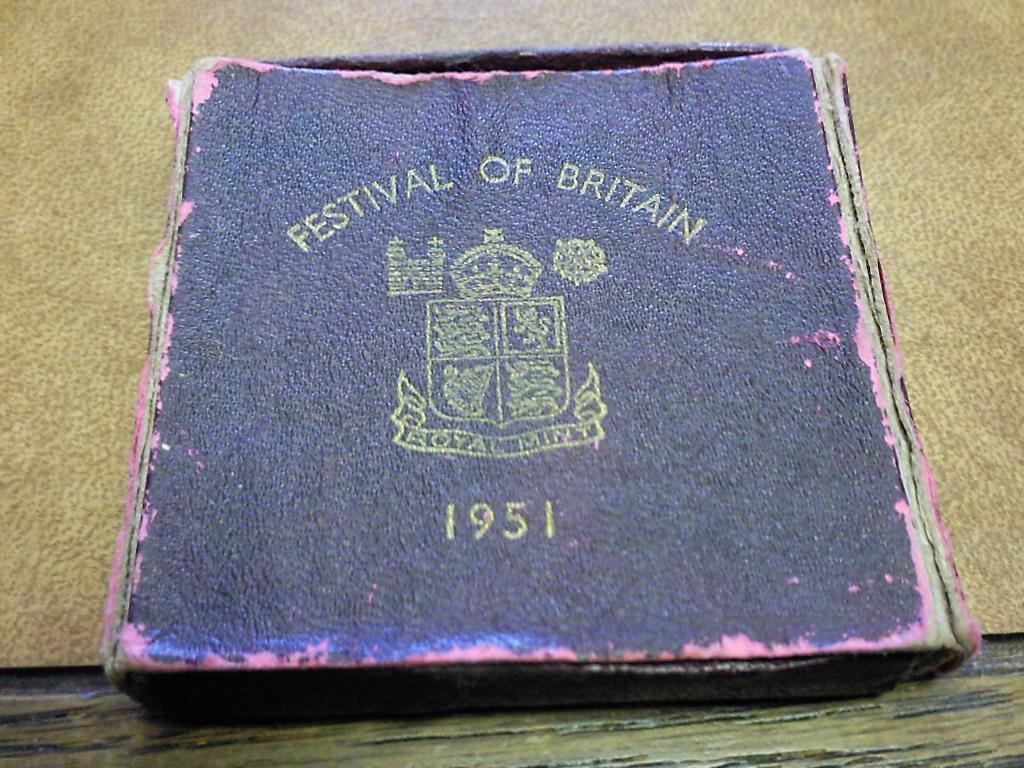 FESTIVAL OF BRITAIN
ROYAL MINT
1951